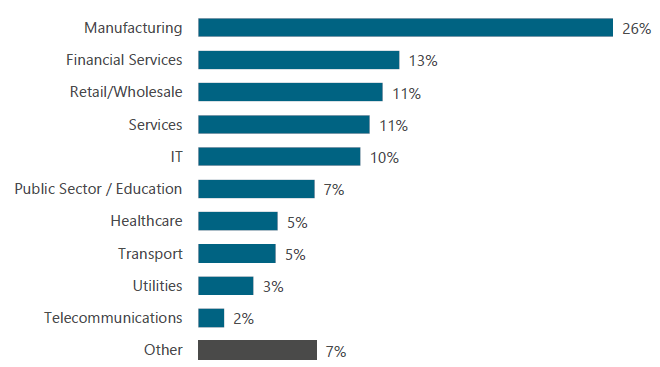 Manufacturing 26%
Financial Services 13%
Retail/Wholesale 11%
Services 11%
IT 10%
Public Sector / Education 7%
Healthcare 5%
Transport 5%
Utilities 3%
Telecommunications 2%
Other 7%